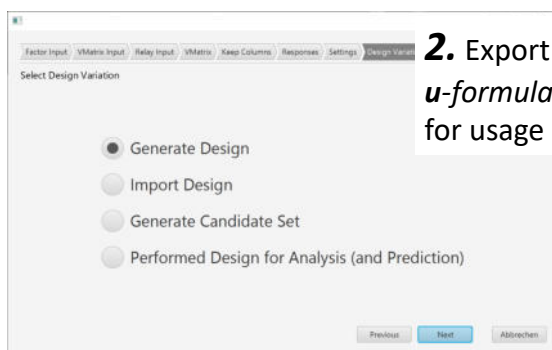 Factor Input VMatrix Input Relay Input VMatrix Keep Columns Responses Settings Design
Select Design Variation
2. Export
u-formula
for usage
Generate Design
Import Design
Generate Candidate Set
Performed Design for Analysis (and Prediction)
Previous Next Abbrechen